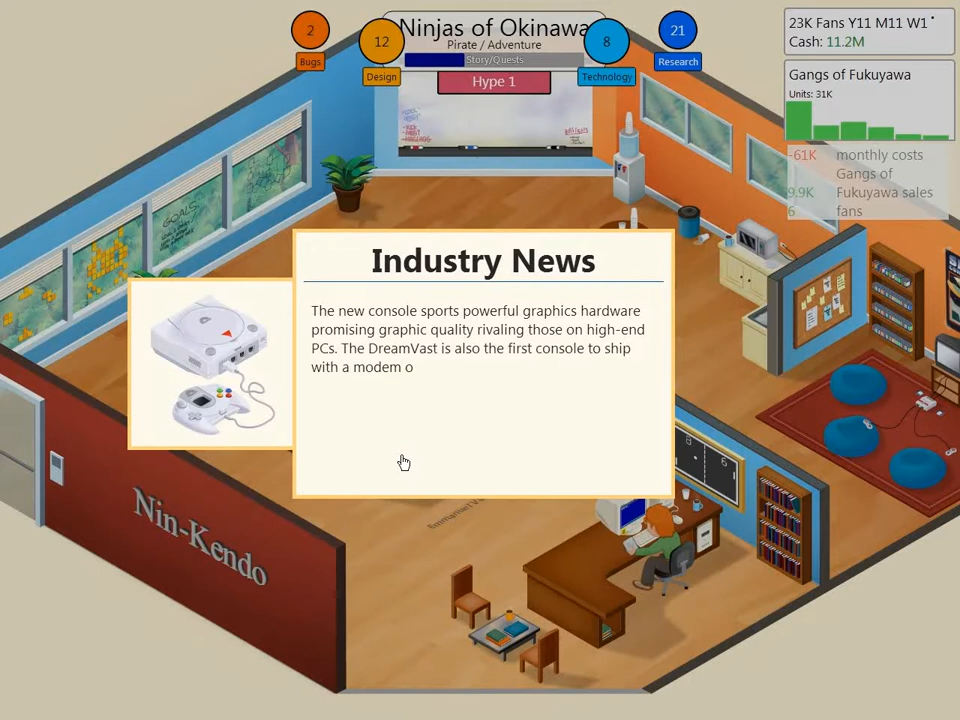 Ninjas of Okinawa
Pirate / Adventure
Story/Quests
Hype 1
2
Bugs
12
Design
8
Technology
21
Research
23K Fans Y11 M11 W1
Cash: 11.2M
Gangs of Fukuyawa
Units: 31K
-61K monthly costs
Gangs of
9.9K Fukuyawa sales
6 fans
GOALS
Industry News
The new console sports powerful graphics hardware
promising graphic quality rivaling those on high-end
PCs. The DreamVast is also the first console to ship
with a modem o
Nin-Kendo